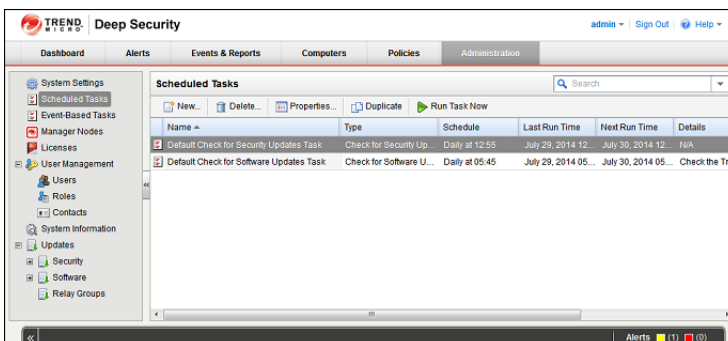 TREND MICRO Deep Security admin Sign Out Help
Dashboard Alerts Events & Reports Computers Policies Administration
System Settings
Scheduled Tasks
Event-Based Tasks
Manager Nodes
Licenses
User Management
Users
Roles
Contacts
System Information
Updates
Security
Software
Relay Groups
Scheduled Tasks Search
New... Delete... Properties... Duplicate Run Task Now
Name Type Schedule Last Run Time Next Run Time Details
Default Check for Security Updates Task Check for Security Up... Daily at 12:55 July 29, 2014 12... July 30, 2014 12... N/A
Default Check for Software Updates Task Check for Software U... Daily at 05:45 July 29, 2014 05... July 30, 2014 05... Check the Tr
« Alerts (1) (0)